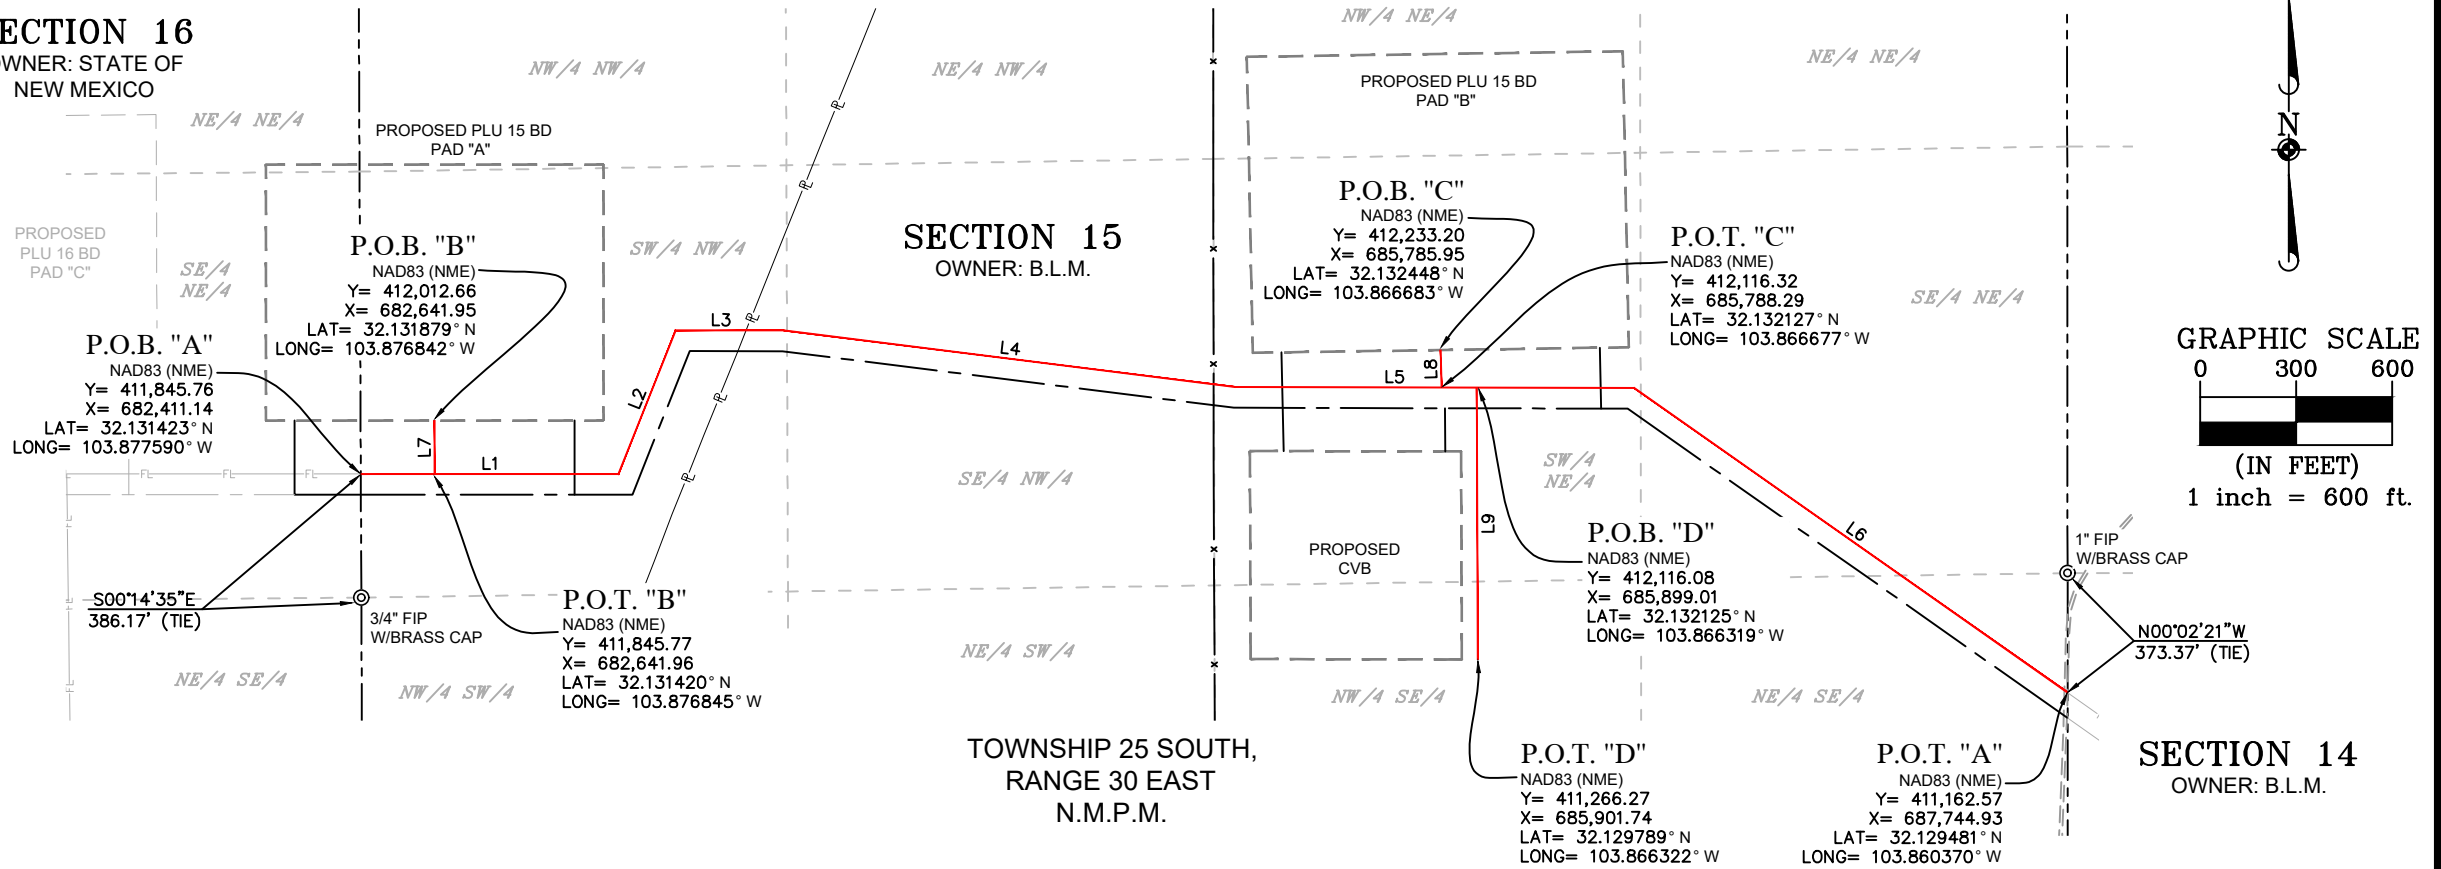 ECTION 16
OWNER: STATE OF
NEW MEXICO
NE/4 NE/4
NW/4 NW/4
NE/4 NW/4
NW/4 NE/4
NE/4 NE/4
PROPOSED PLU 15 BD
PAD "A"
PROPOSED PLU 15 BD
PAD "B"
N
PROPOSED
PLU 16 BD
PAD "C"
SE/4
NE/4
P.O.B. "B"
NAD83 (NME)
Y= 412,012.66
X= 682,641.95
LAT= 32.131879° N
LONG= 103.876842° W
SW/4 NW/4
SECTION 15
OWNER: B.L.M.
P.O.B. "C"
NAD83 (NME)
Y= 412,233.20
X= 685,785.95
LAT= 32.132448° N
LONG= 103.866683° W
P.O.T. "C"
NAD83 (NME)
Y= 412,116.32
X= 685,788.29
LAT= 32.132127° N
LONG= 103.866677° W
SE/4 NE/4
GRAPHIC SCALE
0 300 600
(IN FEET)
1 inch = 600 ft.
P.O.B. "A"
NAD83 (NME)
Y= 411,845.76
X= 682,411.14
LAT= 32.131423° N
LONG= 103.877590° W
L1
L2
L3
L4
L5
L6
L7
L8
L9
PL
PL
PL
PL
PL
FL
FL
FL
FL
FL
FL
SE/4 NW/4
SW/4
NE/4
PROPOSED
CVB
P.O.B. "D"
NAD83 (NME)
Y= 412,116.08
X= 685,899.01
LAT= 32.132125° N
LONG= 103.866319° W
1" FIP
W/BRASS CAP
S00°14'35"E
386.17' (TIE)
3/4" FIP
W/BRASS CAP
P.O.T. "B"
NAD83 (NME)
Y= 411,845.77
X= 682,641.96
LAT= 32.131420° N
LONG= 103.876845° W
N00°02'21"W
373.37' (TIE)
NE/4 SE/4
NW/4 SW/4
NE/4 SW/4
NW/4 SE/4
NE/4 SE/4
TOWNSHIP 25 SOUTH,
RANGE 30 EAST
N.M.P.M.
P.O.T. "D"
NAD83 (NME)
Y= 411,266.27
X= 685,901.74
LAT= 32.129789° N
LONG= 103.866322° W
P.O.T. "A"
NAD83 (NME)
Y= 411,162.57
X= 687,744.93
LAT= 32.129481° N
LONG= 103.860370° W
SECTION 14
OWNER: B.L.M.